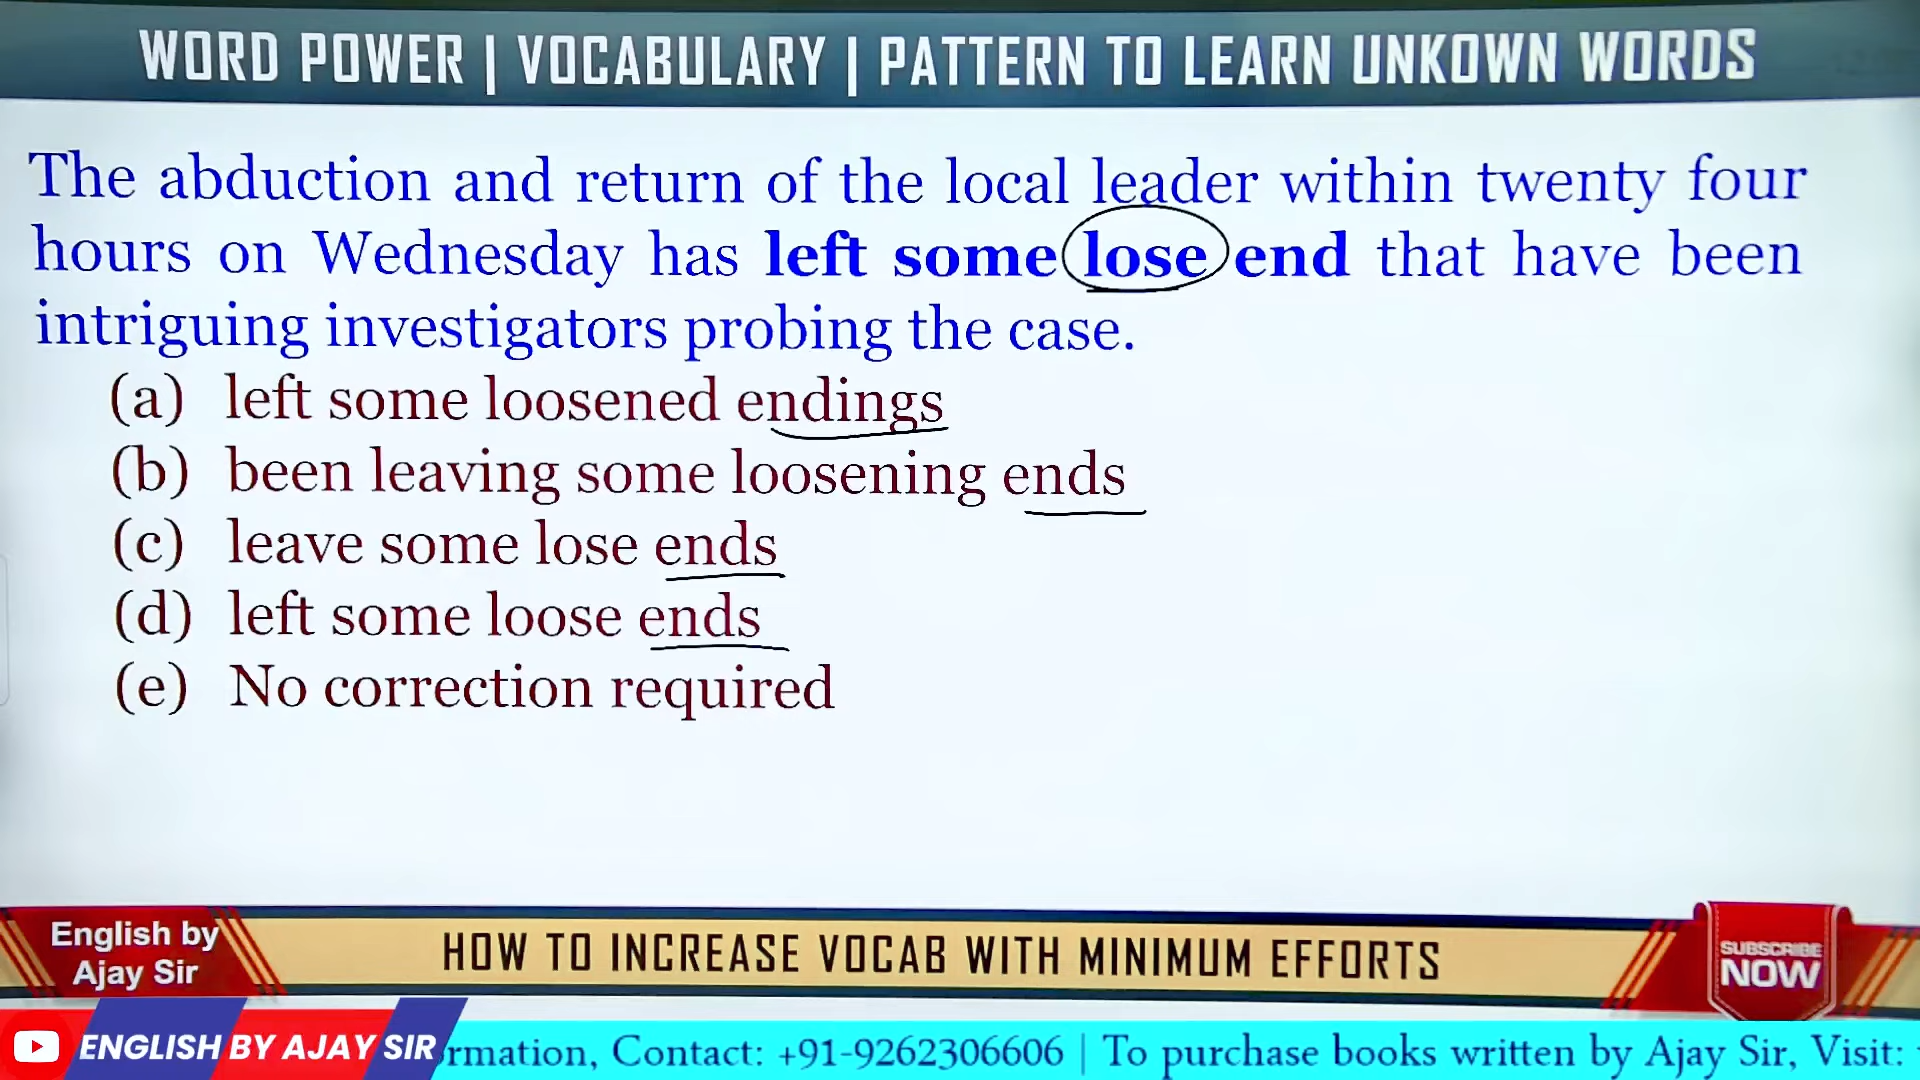 WORD POWER | VOCABULARY | PATTERN TO LEARN UNKOWN WORDS
The abduction and return of the local leader within twenty four
hours on Wednesday has left some lose end that have been
intriguing investigators probing the case.
(a) left some loosened endings
(b) been leaving some loosening ends
(c) leave some lose ends
(d) left some loose ends
(e) No correction required
English by
Ajay Sir
HOW TO INCREASE VOCAB WITH MINIMUM EFFORTS
SUBSCRIBE
NOW
ENGLISH BY AJAY SIR
rmation, Contact: +91-9262306606 | To purchase books written by Ajay Sir, Visit: